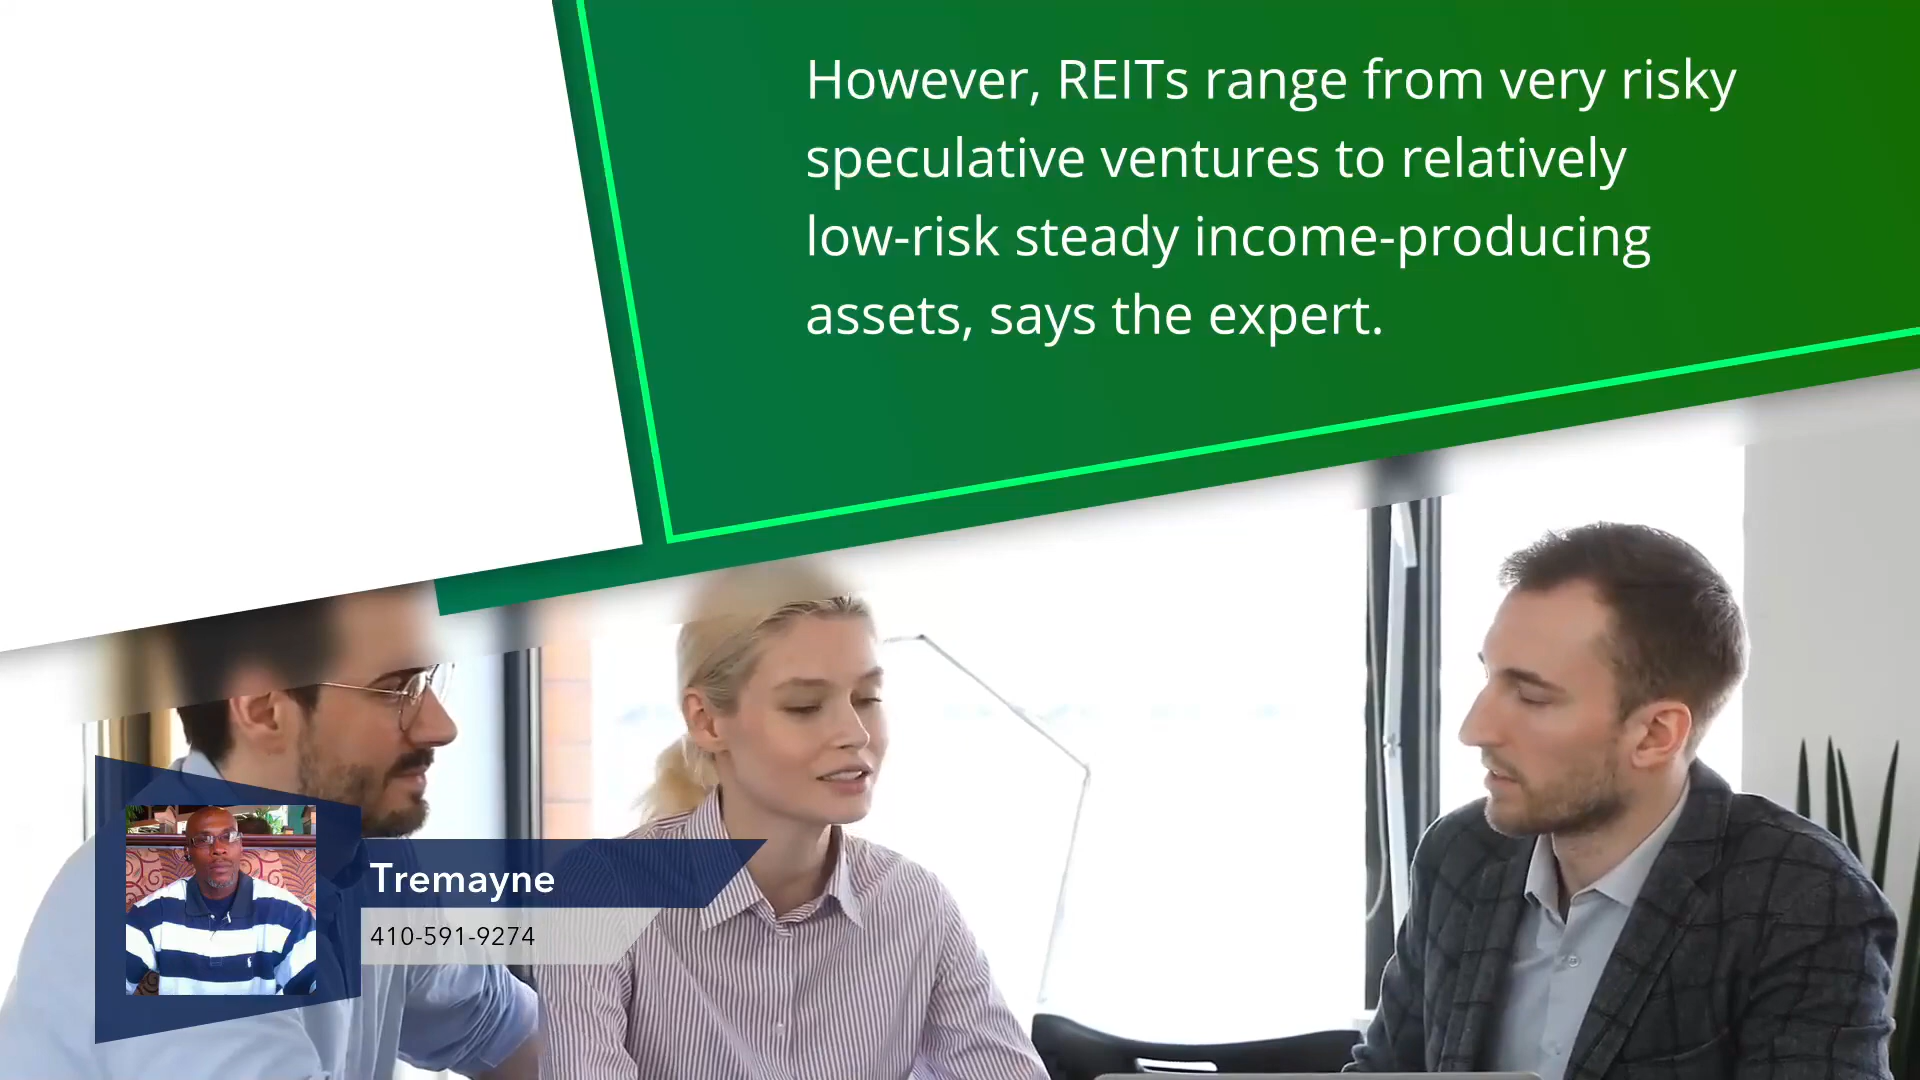 However, REITs range from very risky
speculative ventures to relatively
low-risk steady income-producing
assets, says the expert.
Tremayne
410-591-9274